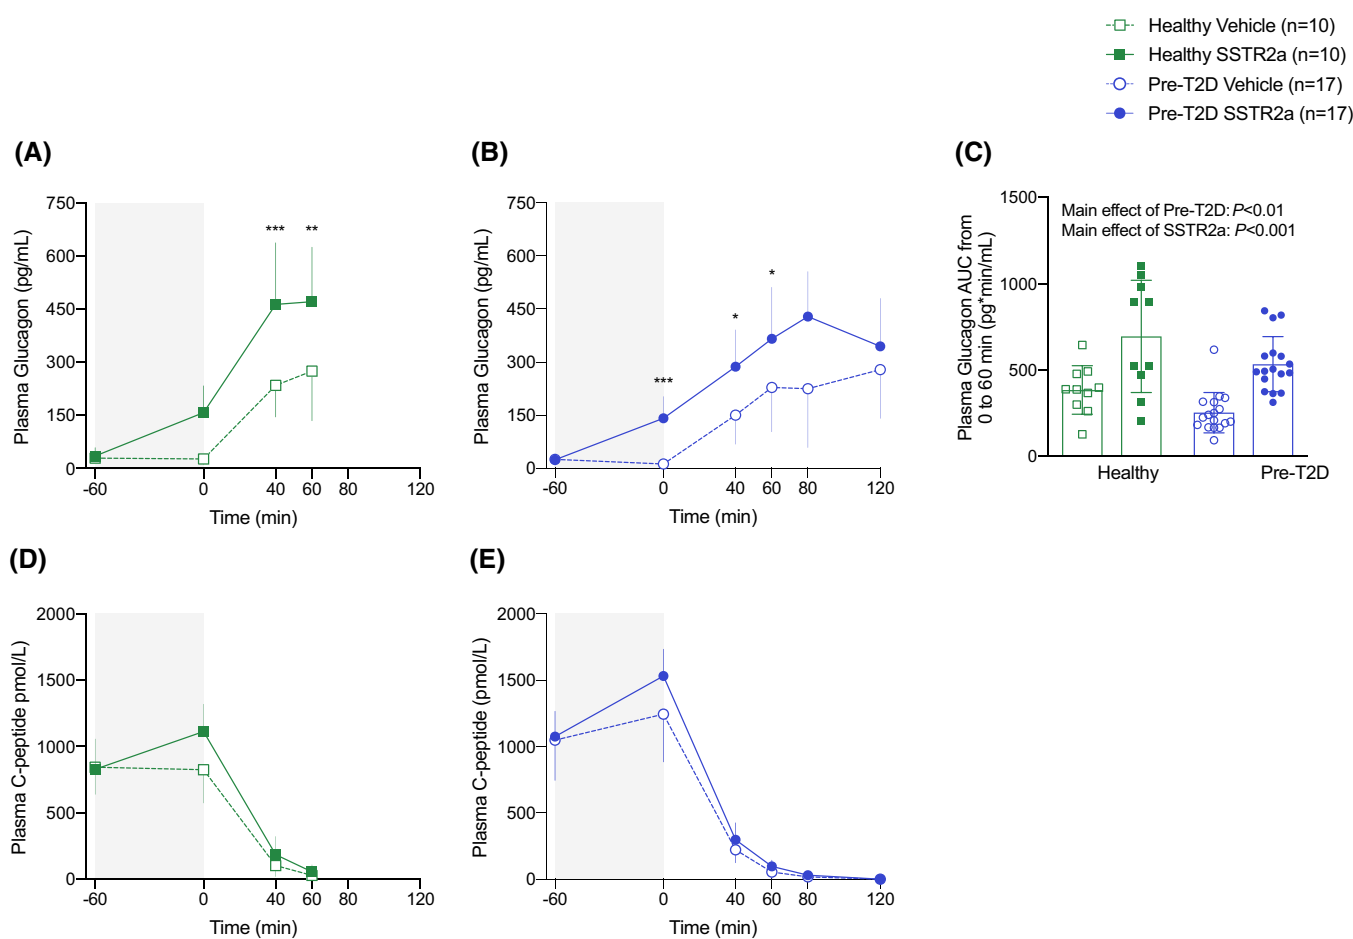 Healthy Vehicle (n=10)
Healthy SSTR2a (n=10)
Pre-T2D Vehicle (n=17)
Pre-T2D SSTR2a (n=17)
(A)
Plasma Glucagon (pg/mL)
750
600
450
300
150
0
*** **
-60 0 40 60 80 120
Time (min)
(B)
Plasma Glucagon (pg/mL)
750
600
450
300
150
0
*** * *
-60 0 40 60 80 120
Time (min)
(C)
Plasma Glucagon AUC from
0 to 60 min (pg*min/mL)
1500
1000
500
0
Main effect of Pre-T2D: P<0.01
Main effect of SSTR2a: P<0.001
Healthy Pre-T2D
(D)
Plasma C-peptide pmol/L)
2000
1500
1000
500
0
-60 0 40 60 80 120
Time (min)
(E)
Plasma C-peptide (pmol/L)
2000
1500
1000
500
0
-60 0 40 60 80 120
Time (min)